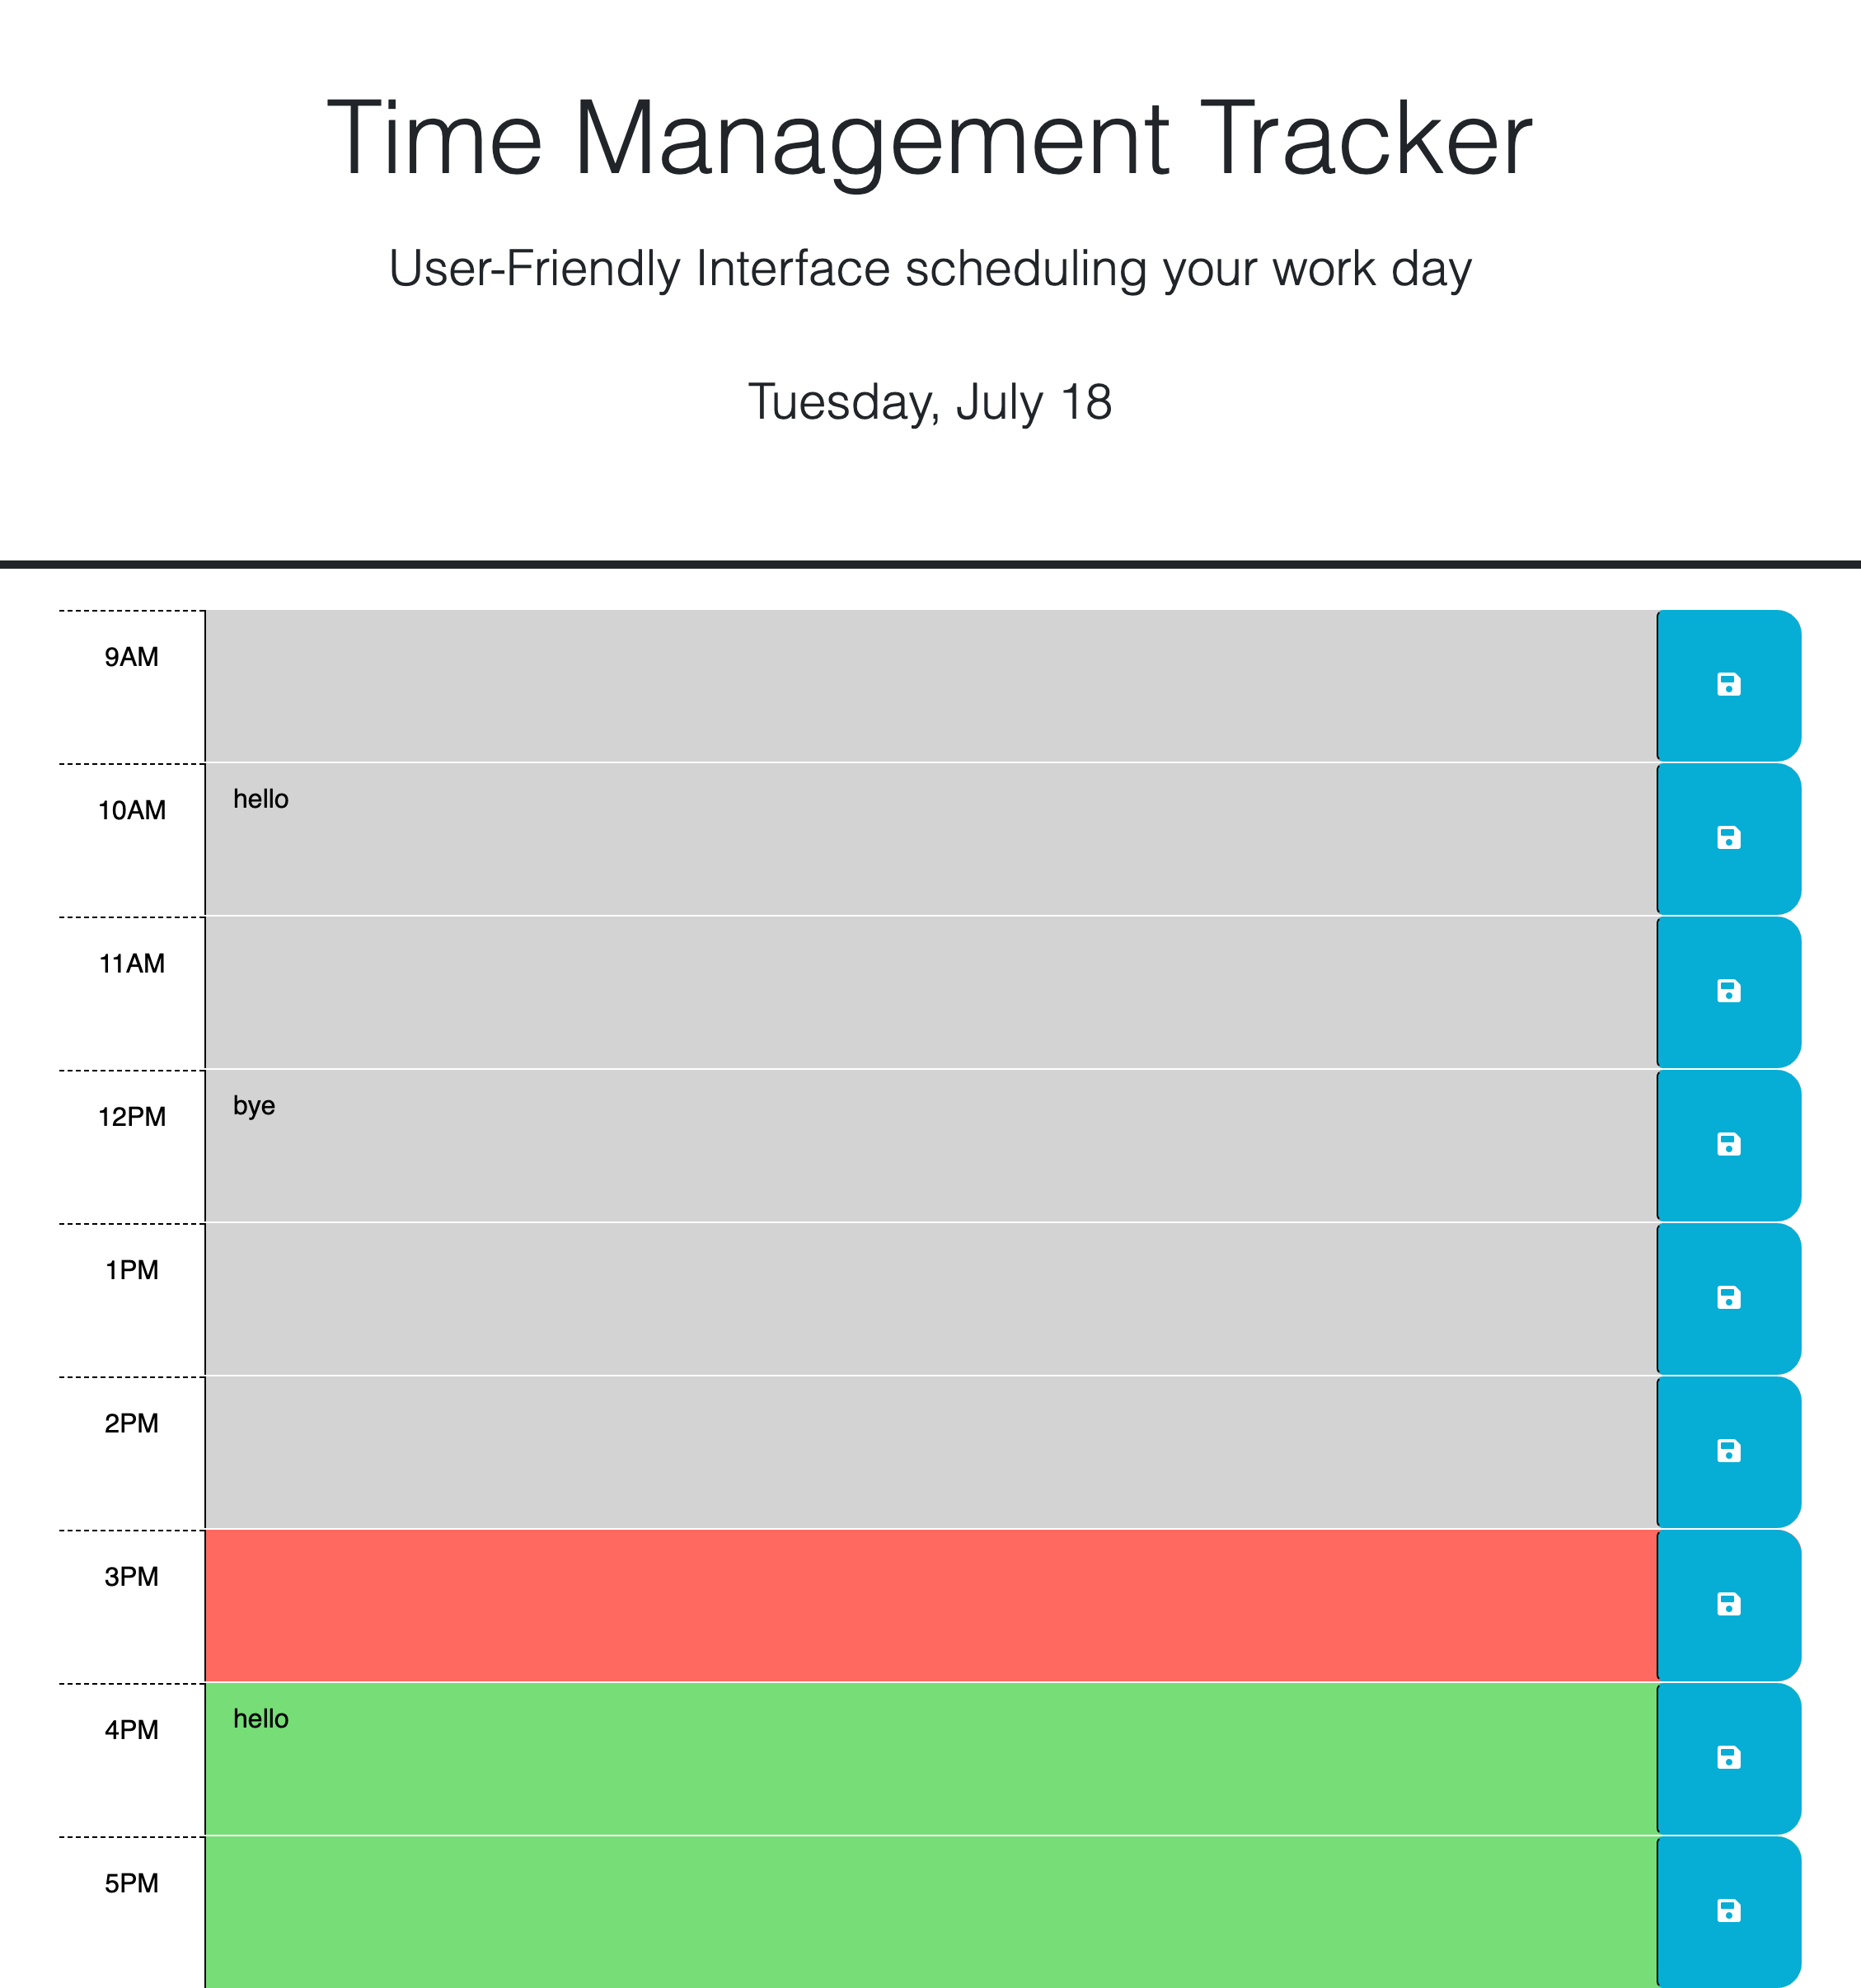 Time Management Tracker
User-Friendly Interface scheduling your work day
Tuesday, July 18
9AM
10AM
hello
11AM
12PM
bye
1PM
2PM
3PM
4PM
hello
5PM